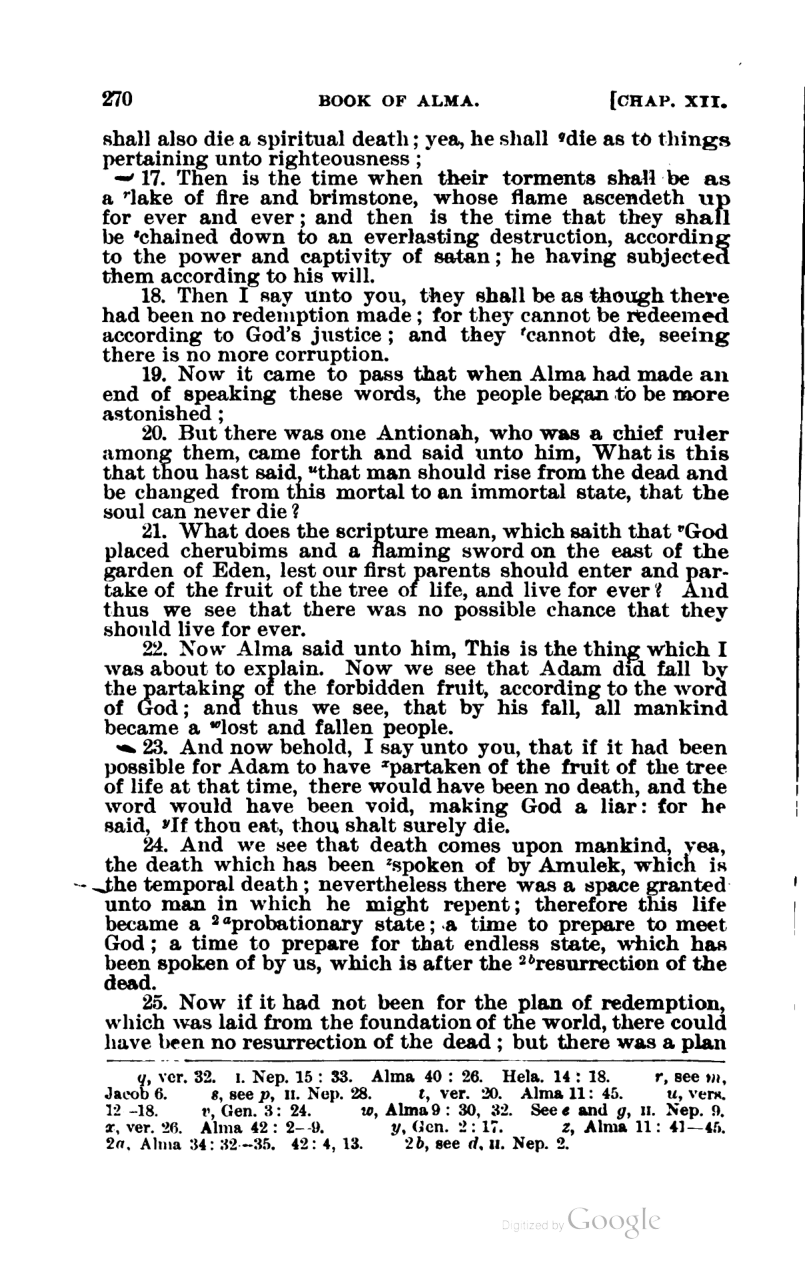 270 BOOK OF ALMA. [CHAP. XII.
shall also die a spiritual death; yea, he shall qdie as to things
pertaining unto righteousness;
17. Then is the time when their torments shall be as
a rlake of fire and brimstone, whose flame ascendeth up
for ever and ever; and then is the time that they shall
be schained down to an everlasting destruction, according
to the power and captivity of satan; he having subjected
them according to his will.
18. Then I say unto you, they shall be as though there
had been no redemption made; for they cannot be redeemed
according to God's justice; and they tcannot die, seeing
there is no more corruption.
19. Now it came to pass that when Alma had made an
end of speaking these words, the people began to be more
astonished;
20. But there was one Antionah, who was a chief ruler
among them, came forth and said unto him, What is this
that thou hast said, uthat man should rise from the dead and
be changed from this mortal to an immortal state, that the
soul can never die?
21. What does the scripture mean, which saith that vGod
placed cherubims and a flaming sword on the east of the
garden of Eden, lest our first parents should enter and par-
take of the fruit of the tree of life, and live for ever? And
thus we see that there was no possible chance that they
should live for ever.
22. Now Alma said unto him, This is the thing which I
was about to explain. Now we see that Adam did fall by
the partaking of the forbidden fruit, according to the word
of God; and thus we see, that by his fall, all mankind
became a wlost and fallen people.
23. And now behold, I say unto you, that if it had been
possible for Adam to have xpartaken of the fruit of the tree
of life at that time, there would have been no death, and the
word would have been void, making God a liar: for he
said, yIf thou eat, thou shalt surely die.
24. And we see that death comes upon mankind, yea,
the death which has been zspoken of by Amulek, which is
the temporal death; nevertheless there was a space granted
unto man in which he might repent; therefore this life
became a 2aprobationary state; a time to prepare to meet
God; a time to prepare for that endless state, which has
been spoken of by us, which is after the 2bresurrection of the
dead.
25. Now if it had not been for the plan of redemption,
which was laid from the foundation of the world, there could
have been no resurrection of the dead; but there was a plan
q, ver. 32. I. Nep. 15: 33. Alma 40: 26. Hela. 14: 18. r, see m,
Jacob 6. s, see p, II. Nep. 28. t, ver. 20. Alma 11: 45. u, vers.
12-18. v, Gen. 3: 24. w, Alma 9: 30, 32. See e and g, II. Nep. 9.
x, ver. 26. Alma 42: 2--9. y, Gen. 2: 17. z, Alma 11: 41—45.
2a, Alma 34: 32--35. 42: 4, 13. 2b, see d, II. Nep. 2.
Digitized by Google